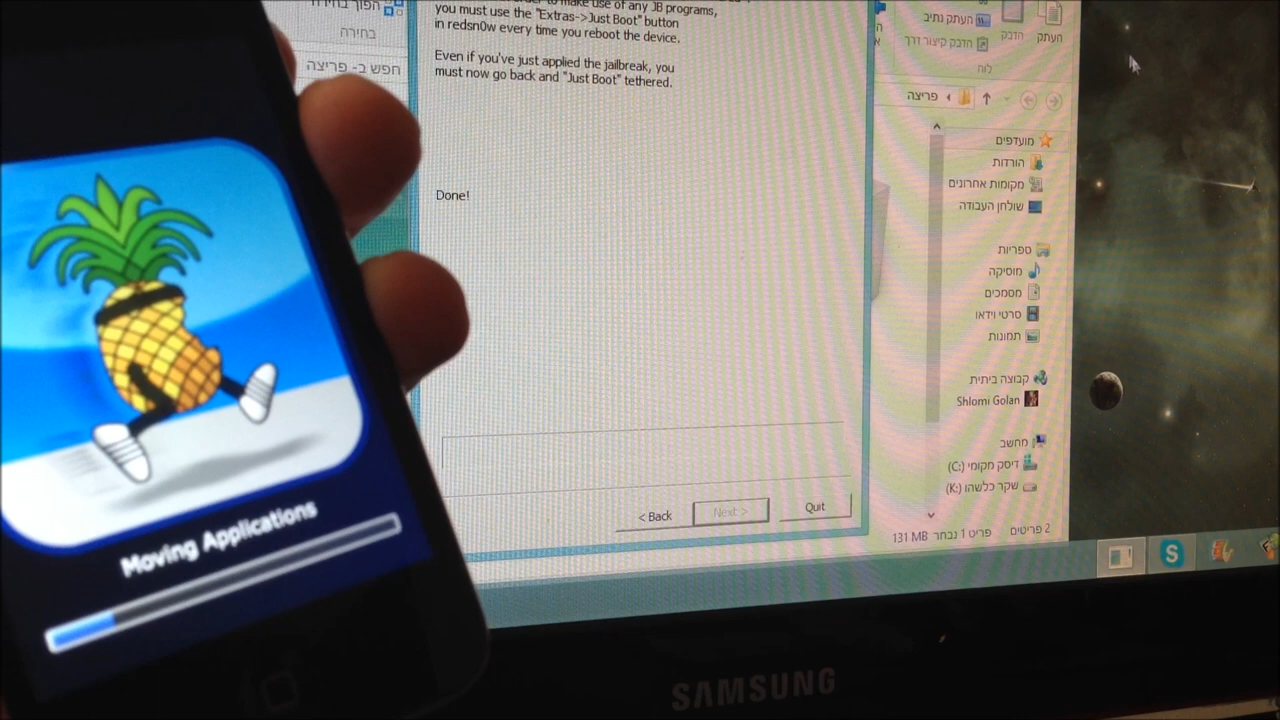 you must use the "Extras->Just Boot" button
in redsn0w every time you reboot the device.
Even if you've just applied the jailbreak, you
must now go back and "Just Boot" tethered.
Done!
< Back
Next >
Quit
Moving Applications
הפוך בחירה
בחירה
חפש ב- פריצה
העתק נתיב
הדבק קיצור דרך
הדבק
העתק
לוח
פריצה
מועדפים
הורדות
מקומות אחרונים
שולחן העבודה
ספריות
מוסיקה
מסמכים
סרטי וידאו
תמונות
קבוצה ביתית
Shlomi Golan
מחשב
דיסק מקומי (C:)
שקר כלשהו (K:)
2 פריטים
פריט 1 נבחר 131 MB
S
SAMSUNG